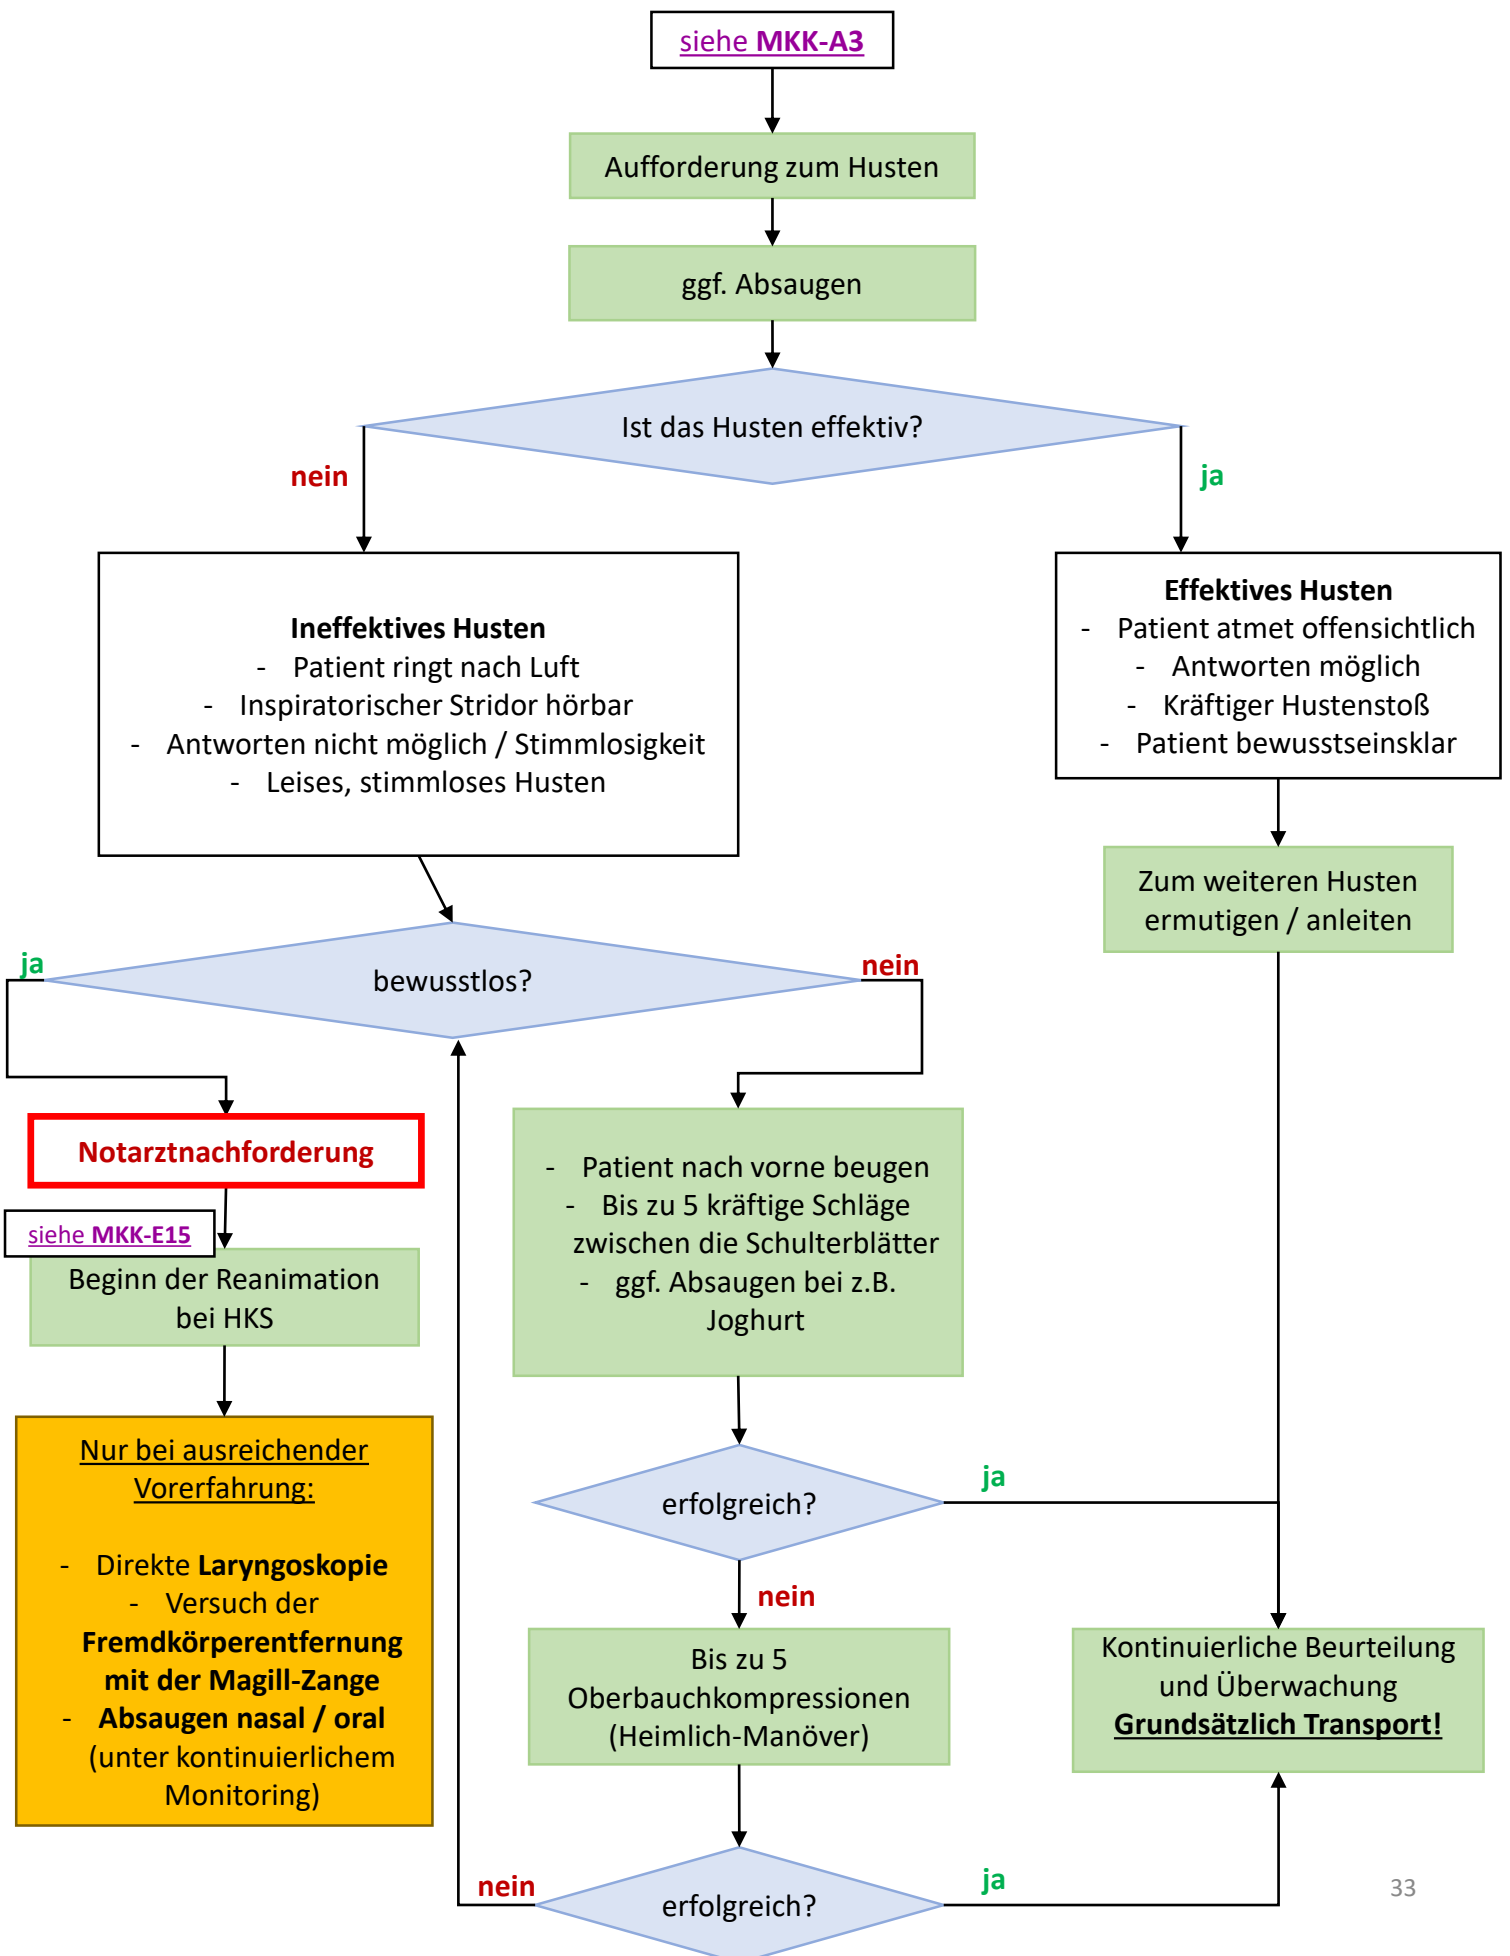 siehe MKK-A3
Aufforderung zum Husten
ggf. Absaugen
Ist das Husten effektiv?
nein
ja
Ineffektives Husten
- Patient ringt nach Luft
- Inspiratorischer Stridor hörbar
- Antworten nicht möglich / Stimmlosigkeit
- Leises, stimmloses Husten
Effektives Husten
- Patient atmet offensichtlich
- Antworten möglich
- Kräftiger Hustenstoß
- Patient bewusstseinsklar
Zum weiteren Husten
ermutigen / anleiten
ja
bewusstlos?
nein
Notarztnachforderung
siehe MKK-E15
Beginn der Reanimation
bei HKS
Nur bei ausreichender
Vorerfahrung:
- Direkte Laryngoskopie
- Versuch der
Fremdkörperentfernung
mit der Magill-Zange
- Absaugen nasal / oral
(unter kontinuierlichem
Monitoring)
- Patient nach vorne beugen
- Bis zu 5 kräftige Schläge
zwischen die Schulterblätter
- ggf. Absaugen bei z.B.
Joghurt
erfolgreich?
ja
nein
Bis zu 5
Oberbauchkompressionen
(Heimlich-Manöver)
Kontinuierliche Beurteilung
und Überwachung
Grundsätzlich Transport!
nein
erfolgreich?
ja
33